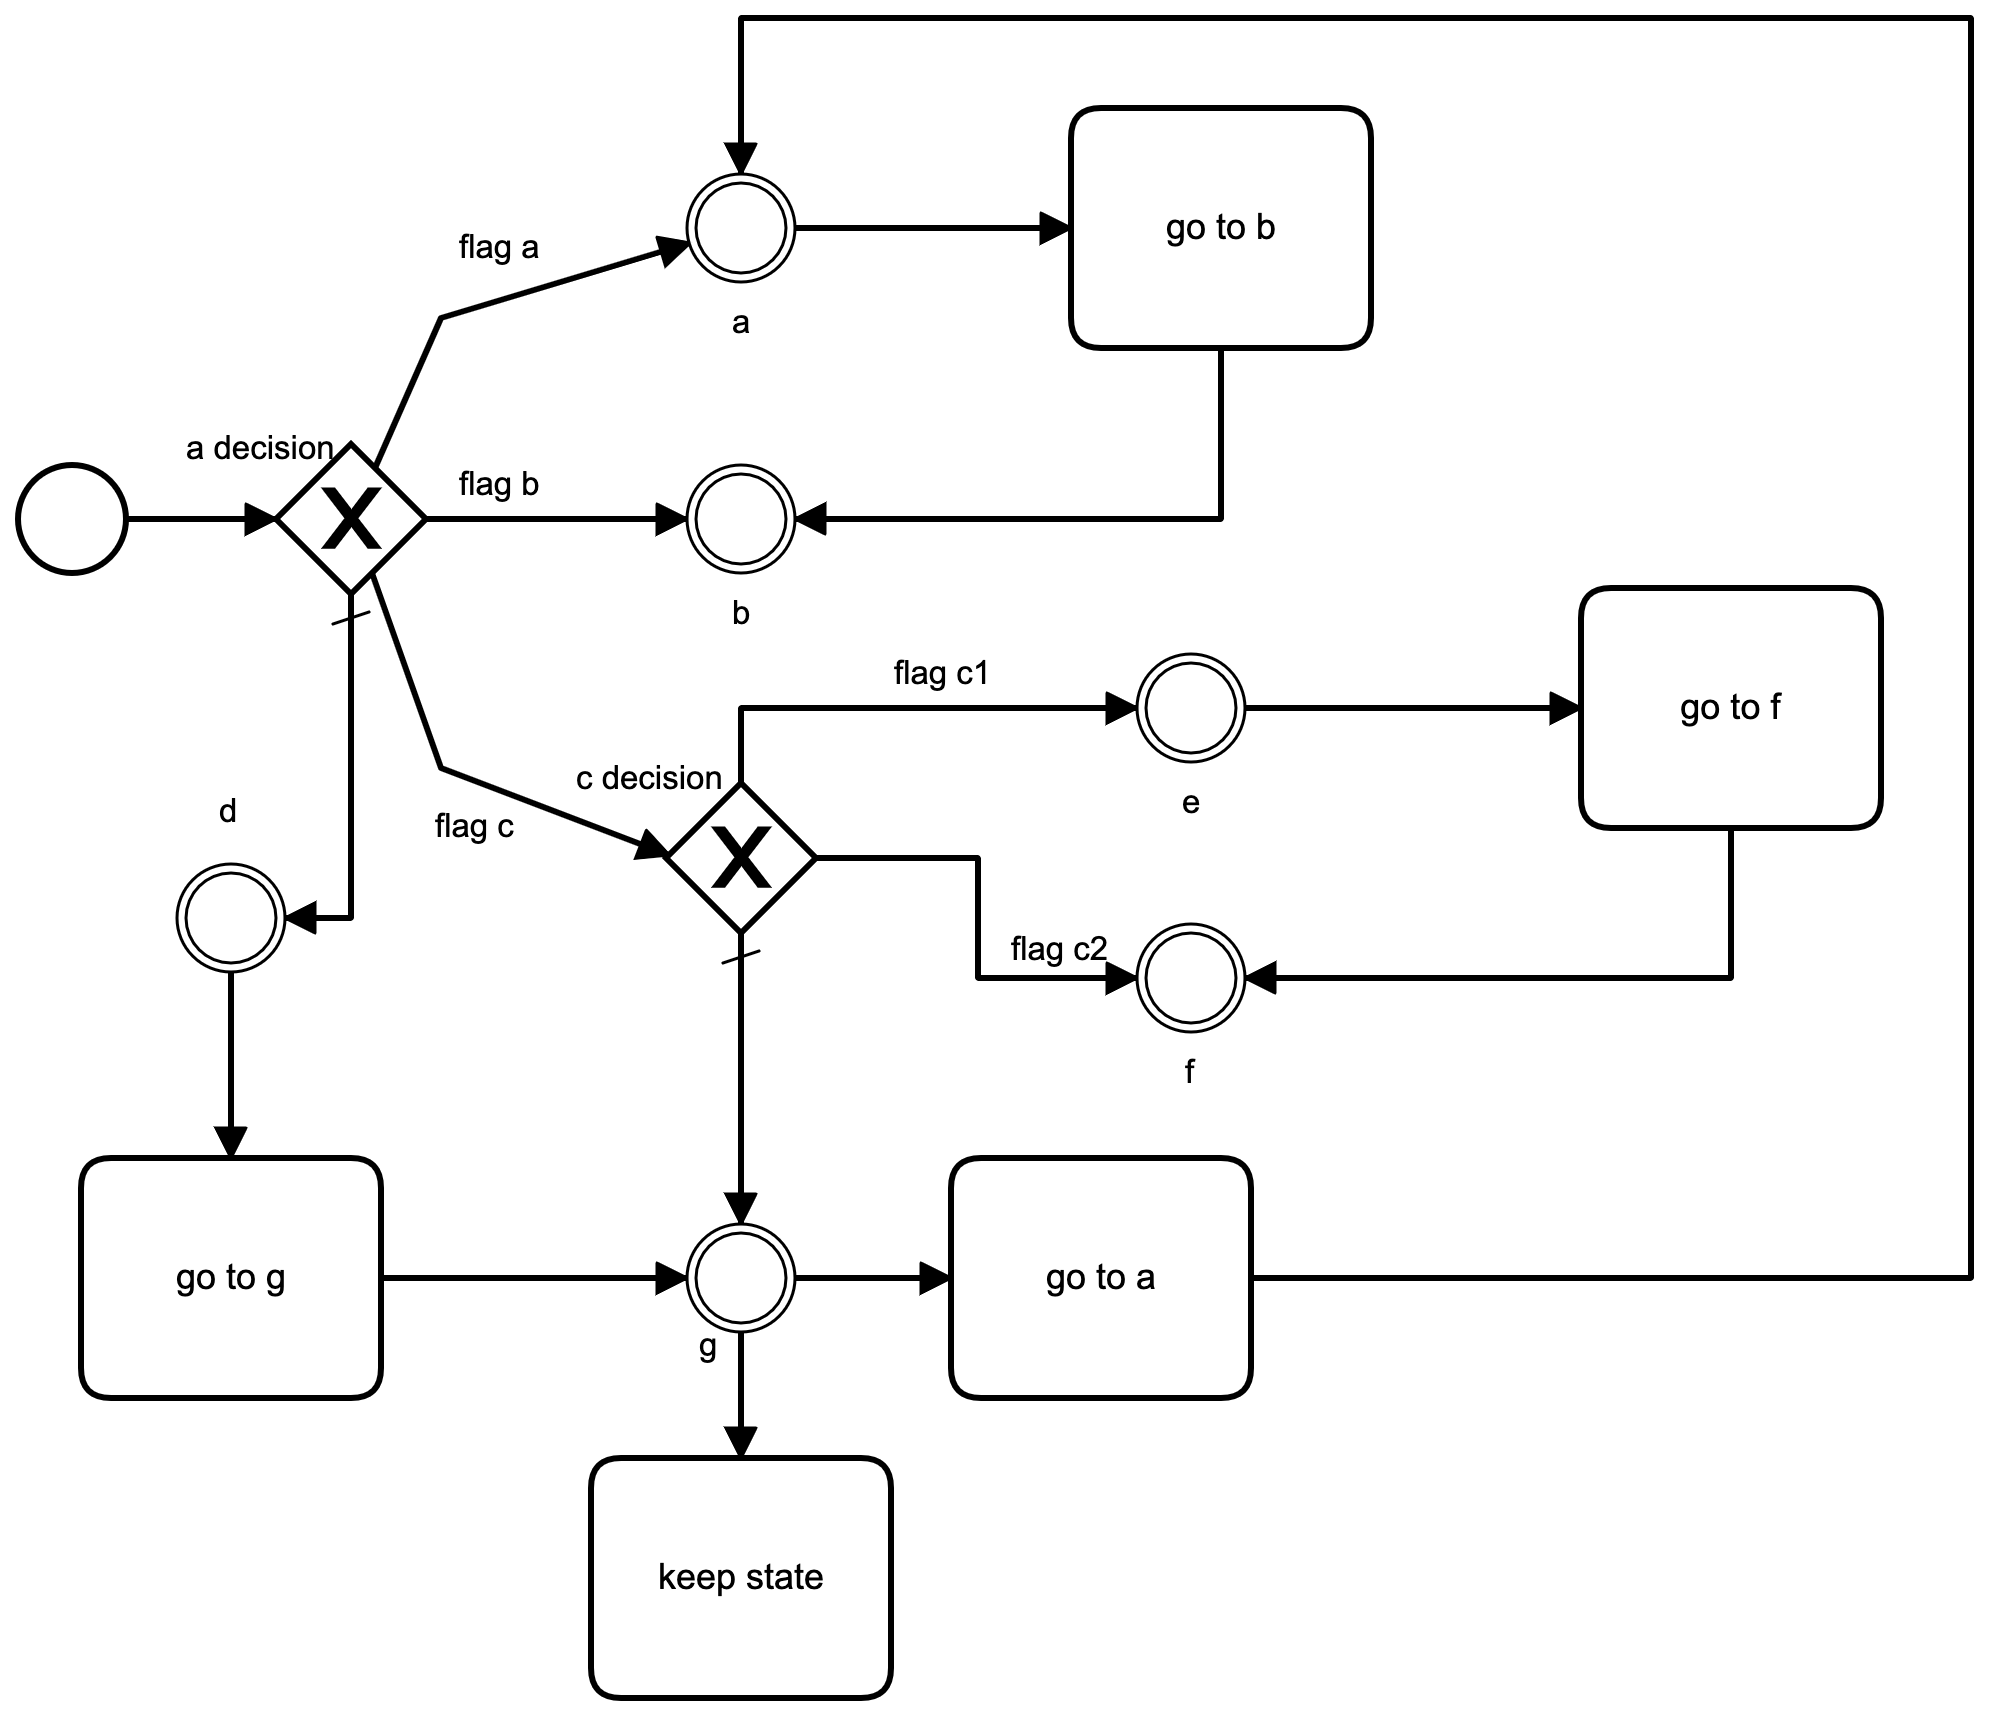 go to b
flag a
a
a decision
flag b
b
flag c1
go to f
c decision
e
d
flag c
flag c2
f
go to g
go to a
g
keep state